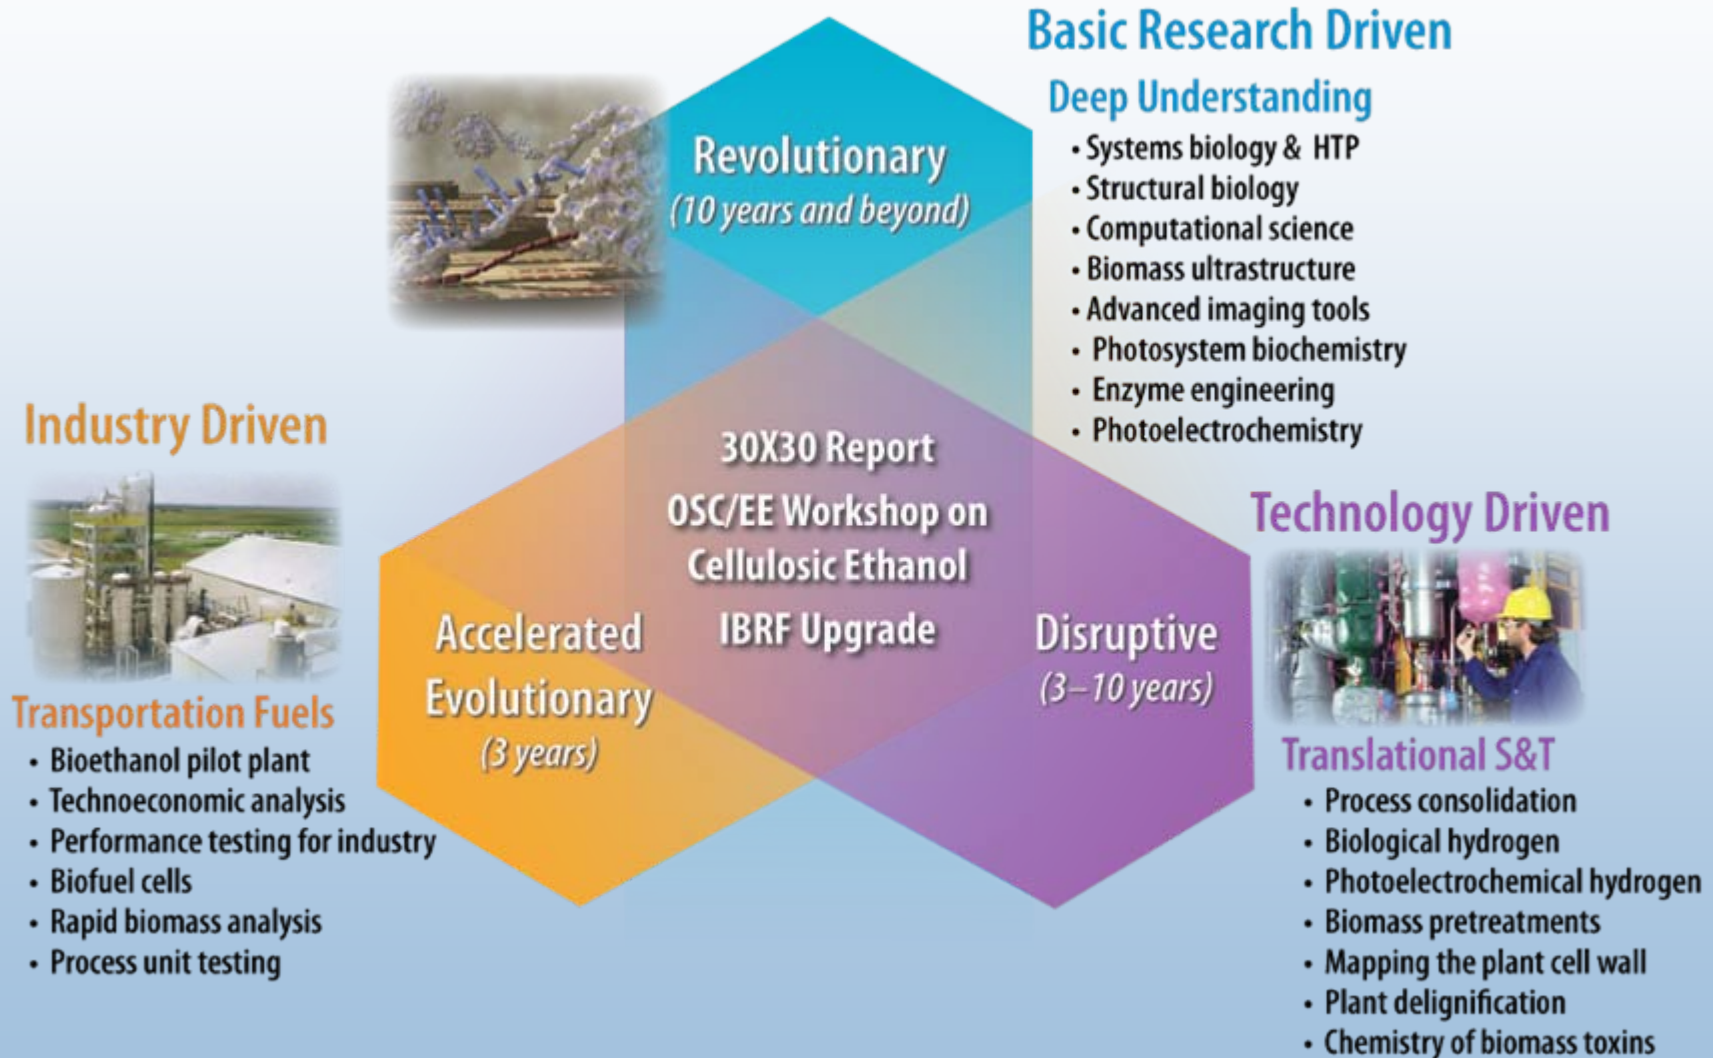 Basic Research Driven
Deep Understanding
• Systems biology & HTP
• Structural biology
• Computational science
• Biomass ultrastructure
• Advanced imaging tools
• Photosystem biochemistry
• Enzyme engineering
• Photoelectrochemistry
Revolutionary
(10 years and beyond)
30X30 Report
OSC/EE Workshop on
Cellulosic Ethanol
IBRF Upgrade
Industry Driven
Accelerated
Evolutionary
(3 years)
Transportation Fuels
• Bioethanol pilot plant
• Technoeconomic analysis
• Performance testing for industry
• Biofuel cells
• Rapid biomass analysis
• Process unit testing
Technology Driven
Disruptive
(3–10 years)
Translational S&T
• Process consolidation
• Biological hydrogen
• Photoelectrochemical hydrogen
• Biomass pretreatments
• Mapping the plant cell wall
• Plant delignification
• Chemistry of biomass toxins